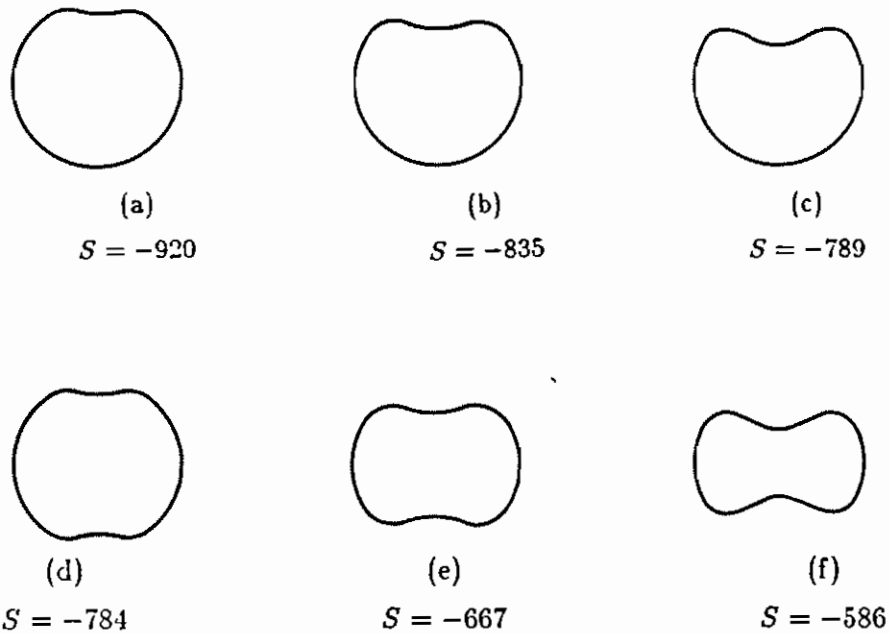 (a) (b) (c)
S = −920 S = −835 S = −789
(d) (e) (f)
S = −784 S = −667 S = −586